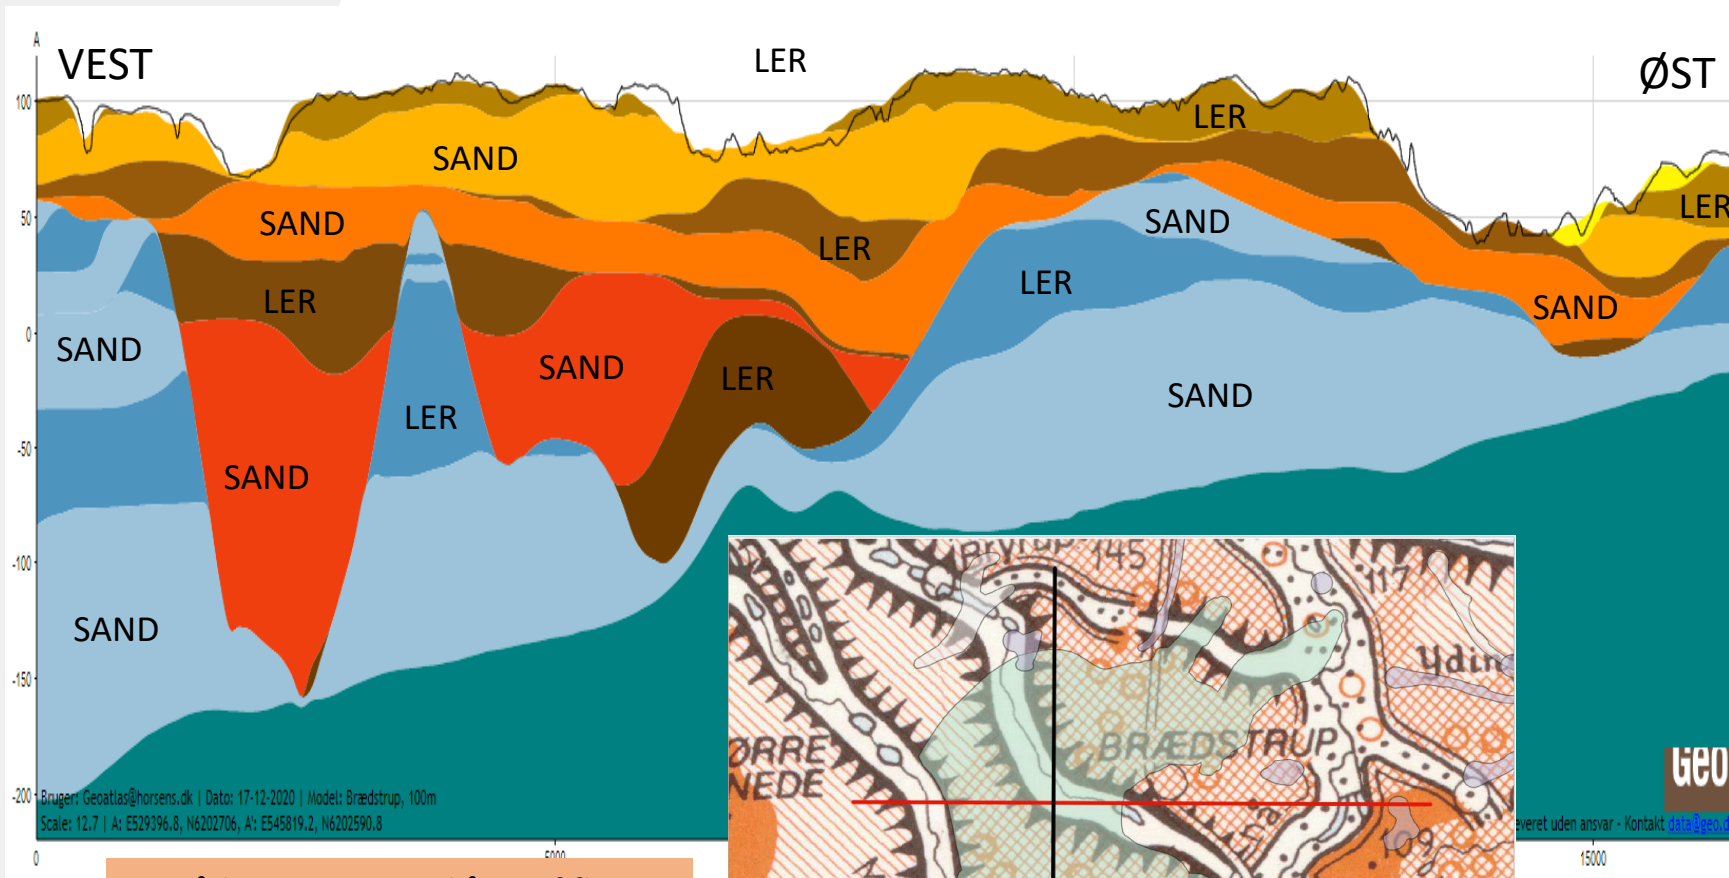 A
VEST
LER
ØST
100
LER
SAND
50
SAND
LER
SAND
LER
LER
LER
SAND
0
SAND
SAND
LER
SAND
-50
LER
SAND
-100
145
117
SAND
-150
BRÆDSTRUP
-200
Bruger: Geoatlas@horsens.dk | Dato: 17-12-2020 | Model: Brædstrup, 100m
Scale: 12.7 | A: E529396.8, N6202706, A': E545819.2, N6202590.8
everet uden ansvar - Kontakt data@geo.d
109
0
5000
15000
Geo
ØRRE
NEDE
Ydin